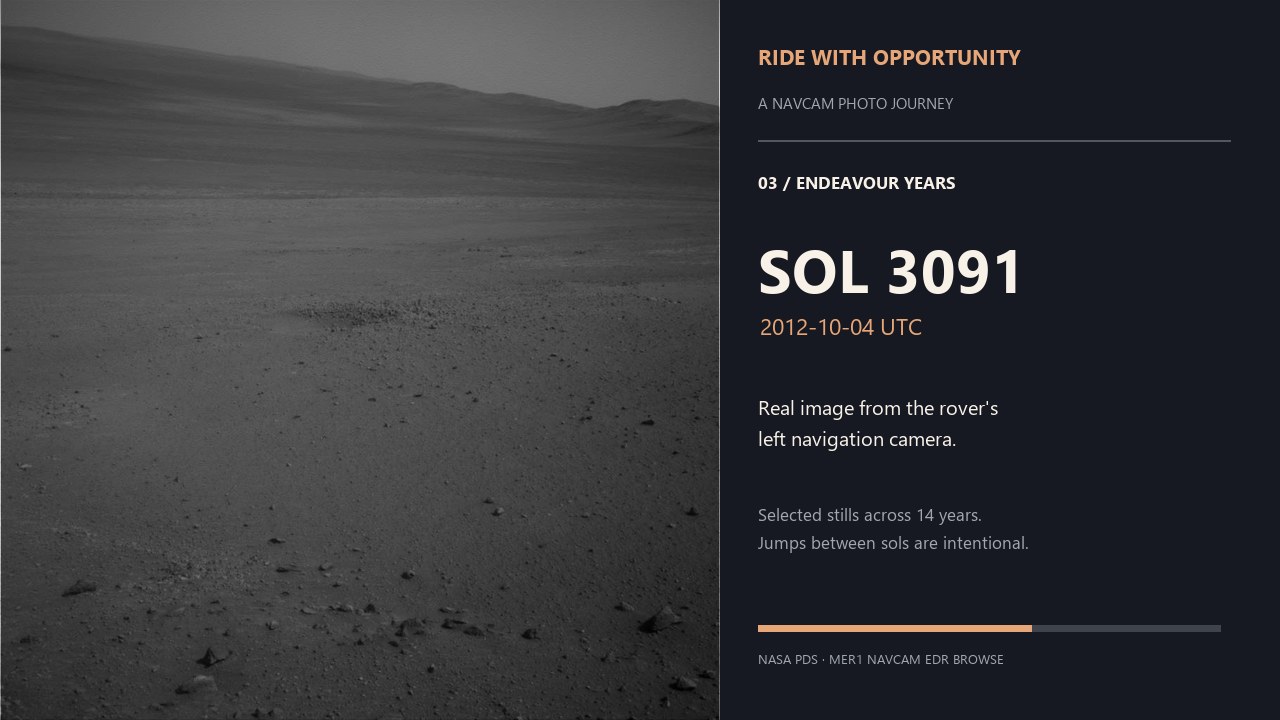 RIDE WITH OPPORTUNITY
A NAVCAM PHOTO JOURNEY
03 / ENDEAVOUR YEARS
SOL 3091
2012-10-04 UTC
Real image from the rover's
left navigation camera.
Selected stills across 14 years.
Jumps between sols are intentional.
NASA PDS · MER1 NAVCAM EDR BROWSE